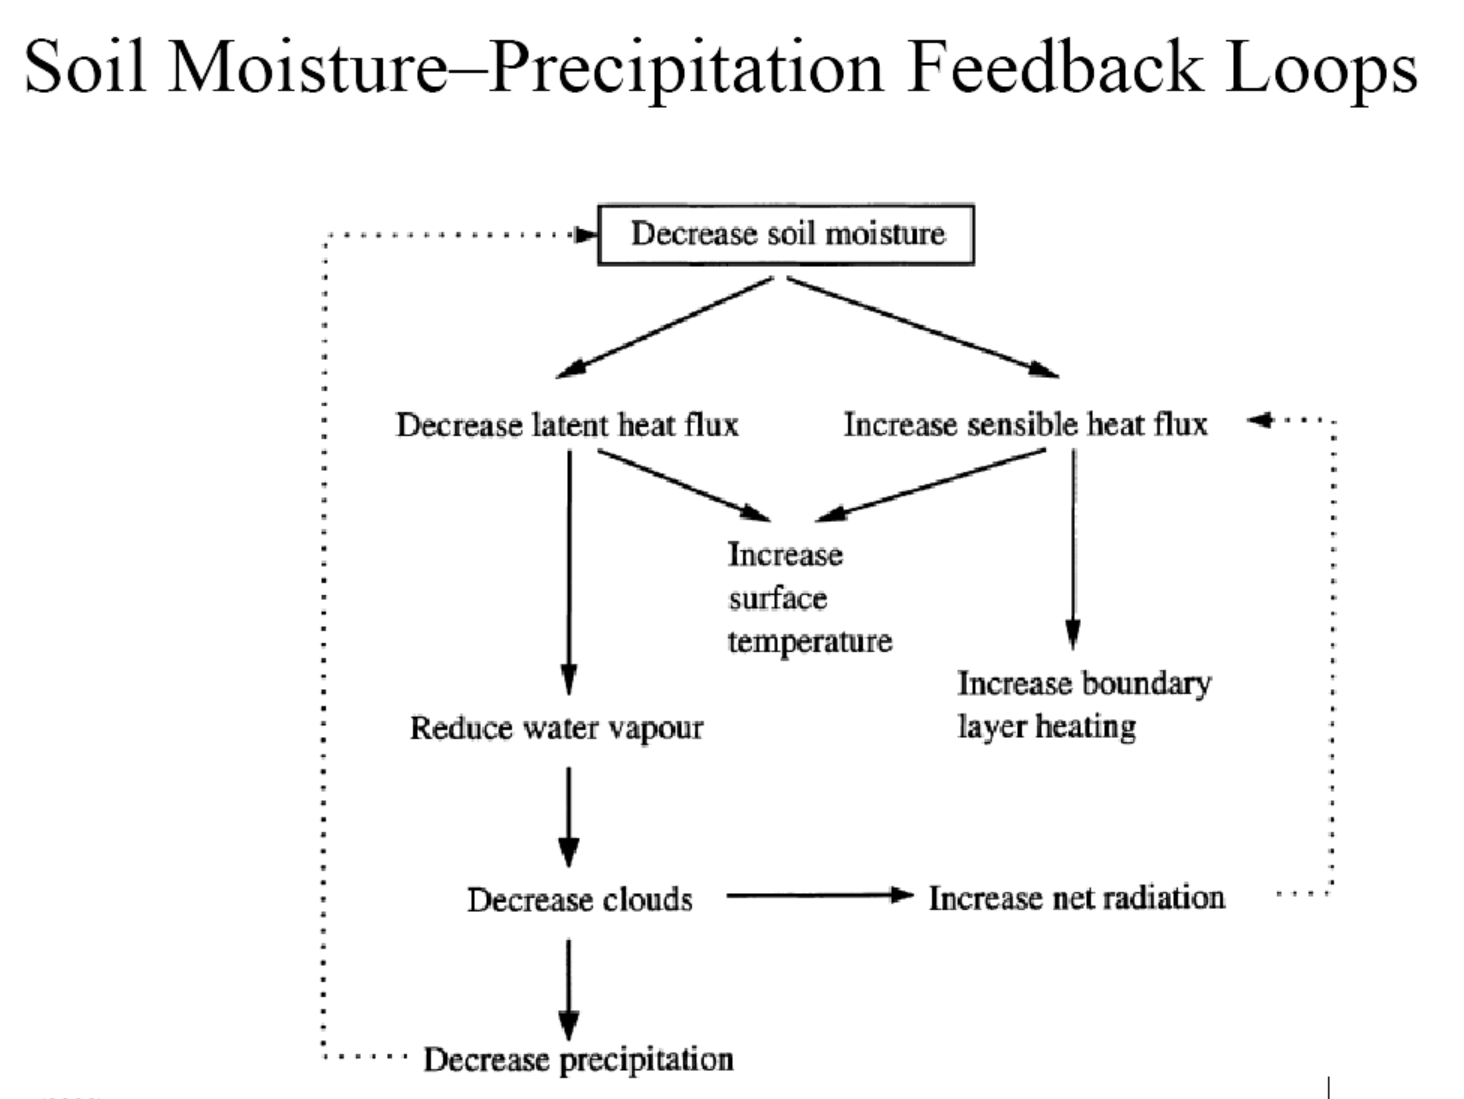 Soil Moisture–Precipitation Feedback Loops
Decrease soil moisture
Decrease latent heat flux
Increase sensible heat flux
Increase
surface
temperature
Increase boundary
layer heating
Reduce water vapour
Decrease clouds
Increase net radiation
Decrease precipitation